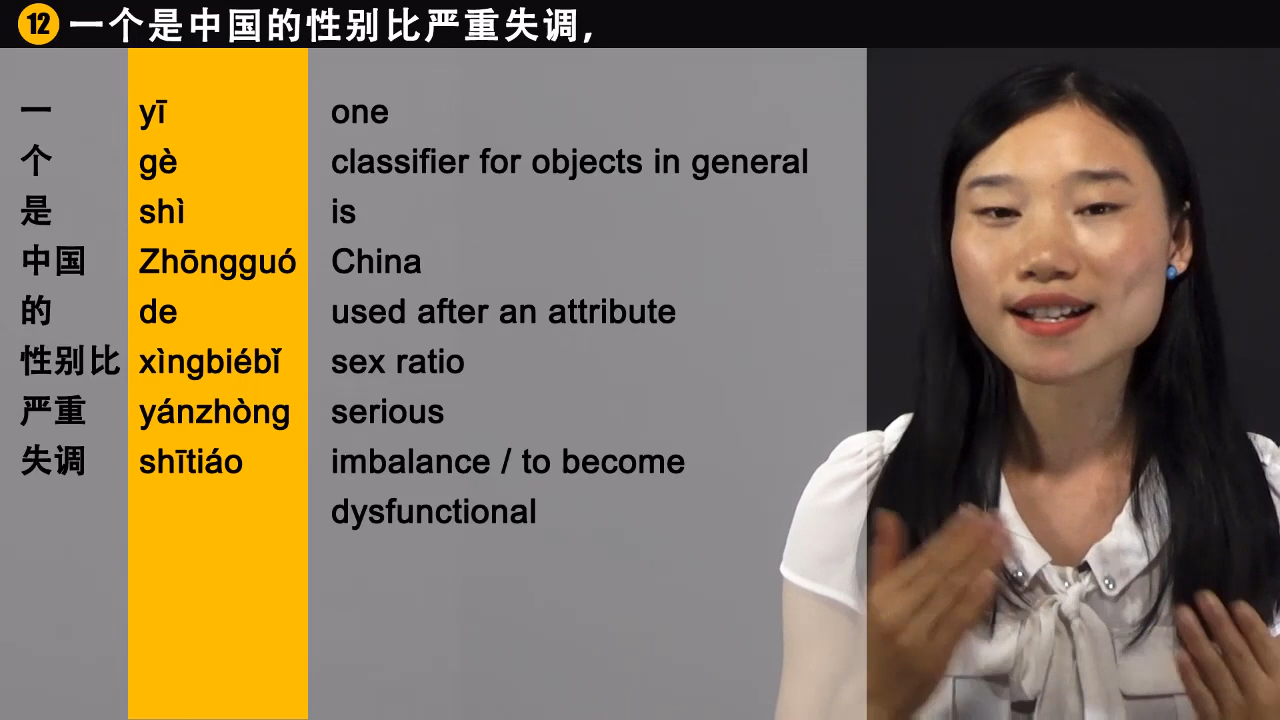 12 一个是中国的性别比严重失调,
一 yī one
个 gè classifier for objects in general
是 shì is
中国 Zhōngguó China
的 de used after an attribute
性别比 xìngbiébǐ sex ratio
严重 yánzhòng serious
失调 shītiáo imbalance / to become
dysfunctional